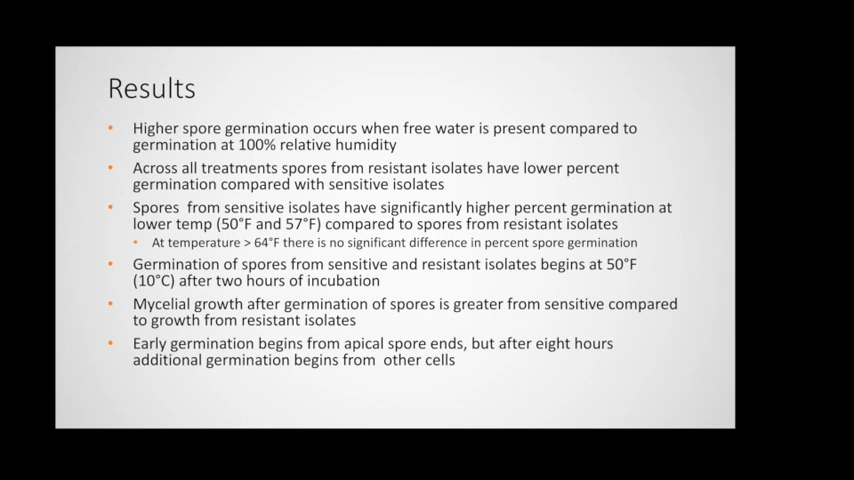 Results
• Higher spore germination occurs when free water is present compared to
germination at 100% relative humidity
• Across all treatments spores from resistant isolates have lower percent
germination compared with sensitive isolates
• Spores  from sensitive isolates have significantly higher percent germination at
lower temp (50°F and 57°F) compared to spores from resistant isolates
• At temperature > 64°F there is no significant difference in percent spore germination
• Germination of spores from sensitive and resistant isolates begins at 50°F
(10°C) after two hours of incubation
• Mycelial growth after germination of spores is greater from sensitive compared
to growth from resistant isolates
• Early germination begins from apical spore ends, but after eight hours
additional germination begins from  other cells